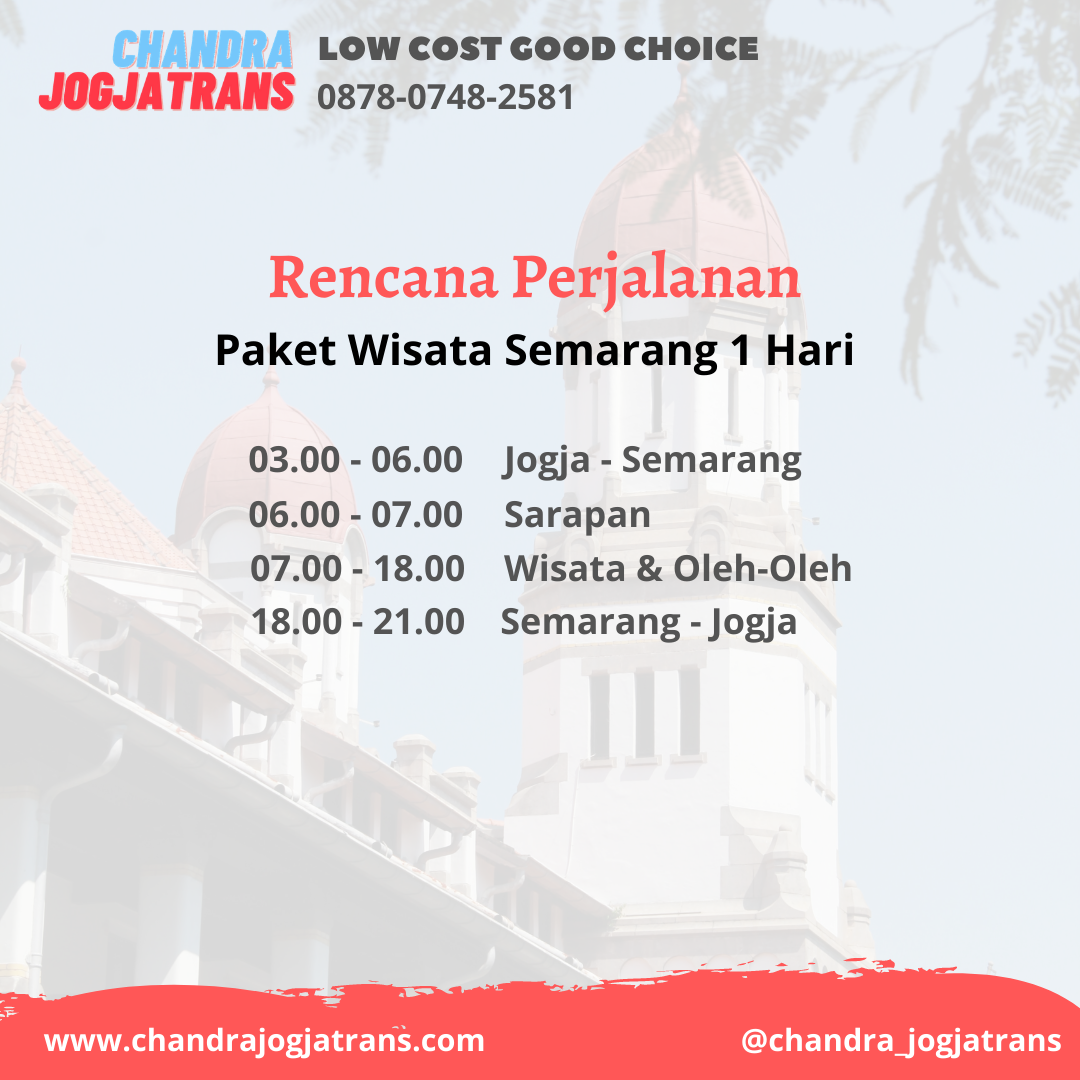 CHANDRA
JOGJATRANS
LOW COST GOOD CHOICE
0878-0748-2581
Rencana Perjalanan
Paket Wisata Semarang 1 Hari
03.00 - 06.00 Jogja - Semarang
06.00 - 07.00 Sarapan
07.00 - 18.00 Wisata & Oleh-Oleh
18.00 - 21.00 Semarang - Jogja
www.chandrajogjatrans.com
@chandra_jogjatrans